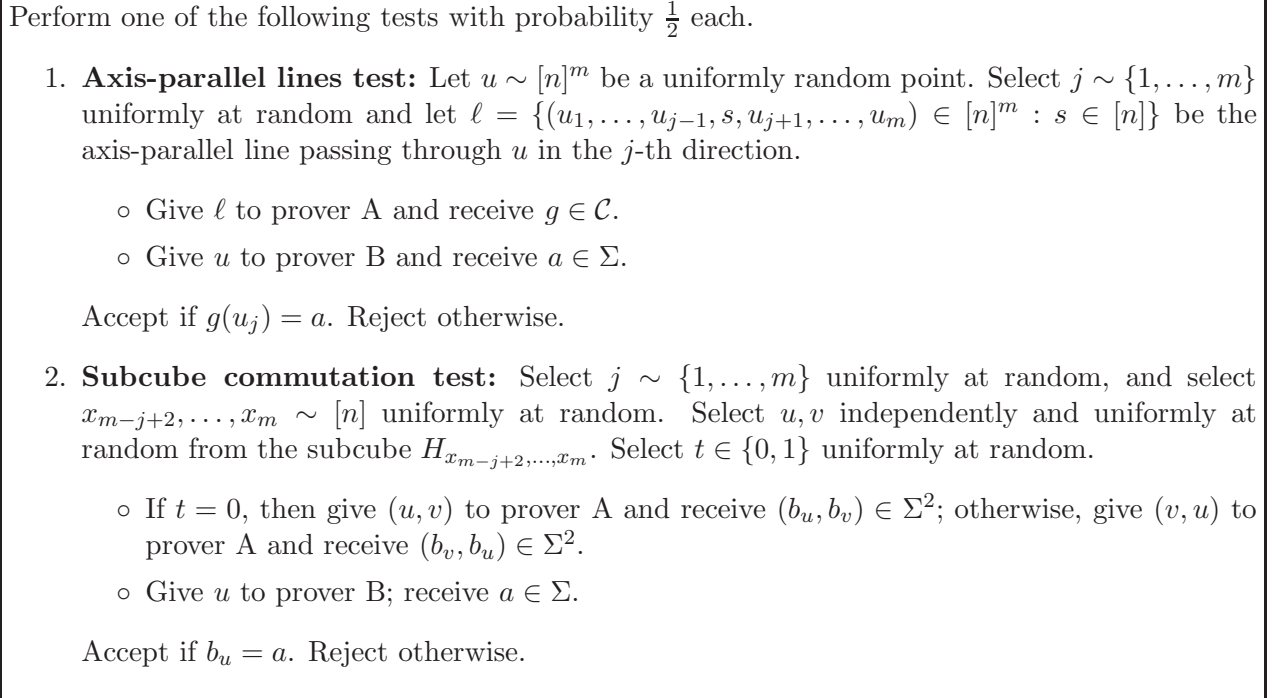 Perform one of the following tests with probability 1/2 each.
1. Axis-parallel lines test: Let u ∼ [n]^m be a uniformly random point. Select j ∼ {1, . . . , m}
uniformly at random and let ℓ = {(u_1, . . . , u_{j−1}, s, u_{j+1}, . . . , u_m) ∈ [n]^m : s ∈ [n]} be the
axis-parallel line passing through u in the j-th direction.
◦ Give ℓ to prover A and receive g ∈ 𝒞.
◦ Give u to prover B and receive a ∈ Σ.
Accept if g(u_j) = a. Reject otherwise.
2. Subcube commutation test: Select j ∼ {1, . . . , m} uniformly at random, and select
x_{m−j+2}, . . . , x_m ∼ [n] uniformly at random. Select u, v independently and uniformly at
random from the subcube H_{x_{m−j+2},...,x_m}. Select t ∈ {0, 1} uniformly at random.
◦ If t = 0, then give (u, v) to prover A and receive (b_u, b_v) ∈ Σ^2; otherwise, give (v, u) to
prover A and receive (b_v, b_u) ∈ Σ^2.
◦ Give u to prover B; receive a ∈ Σ.
Accept if b_u = a. Reject otherwise.